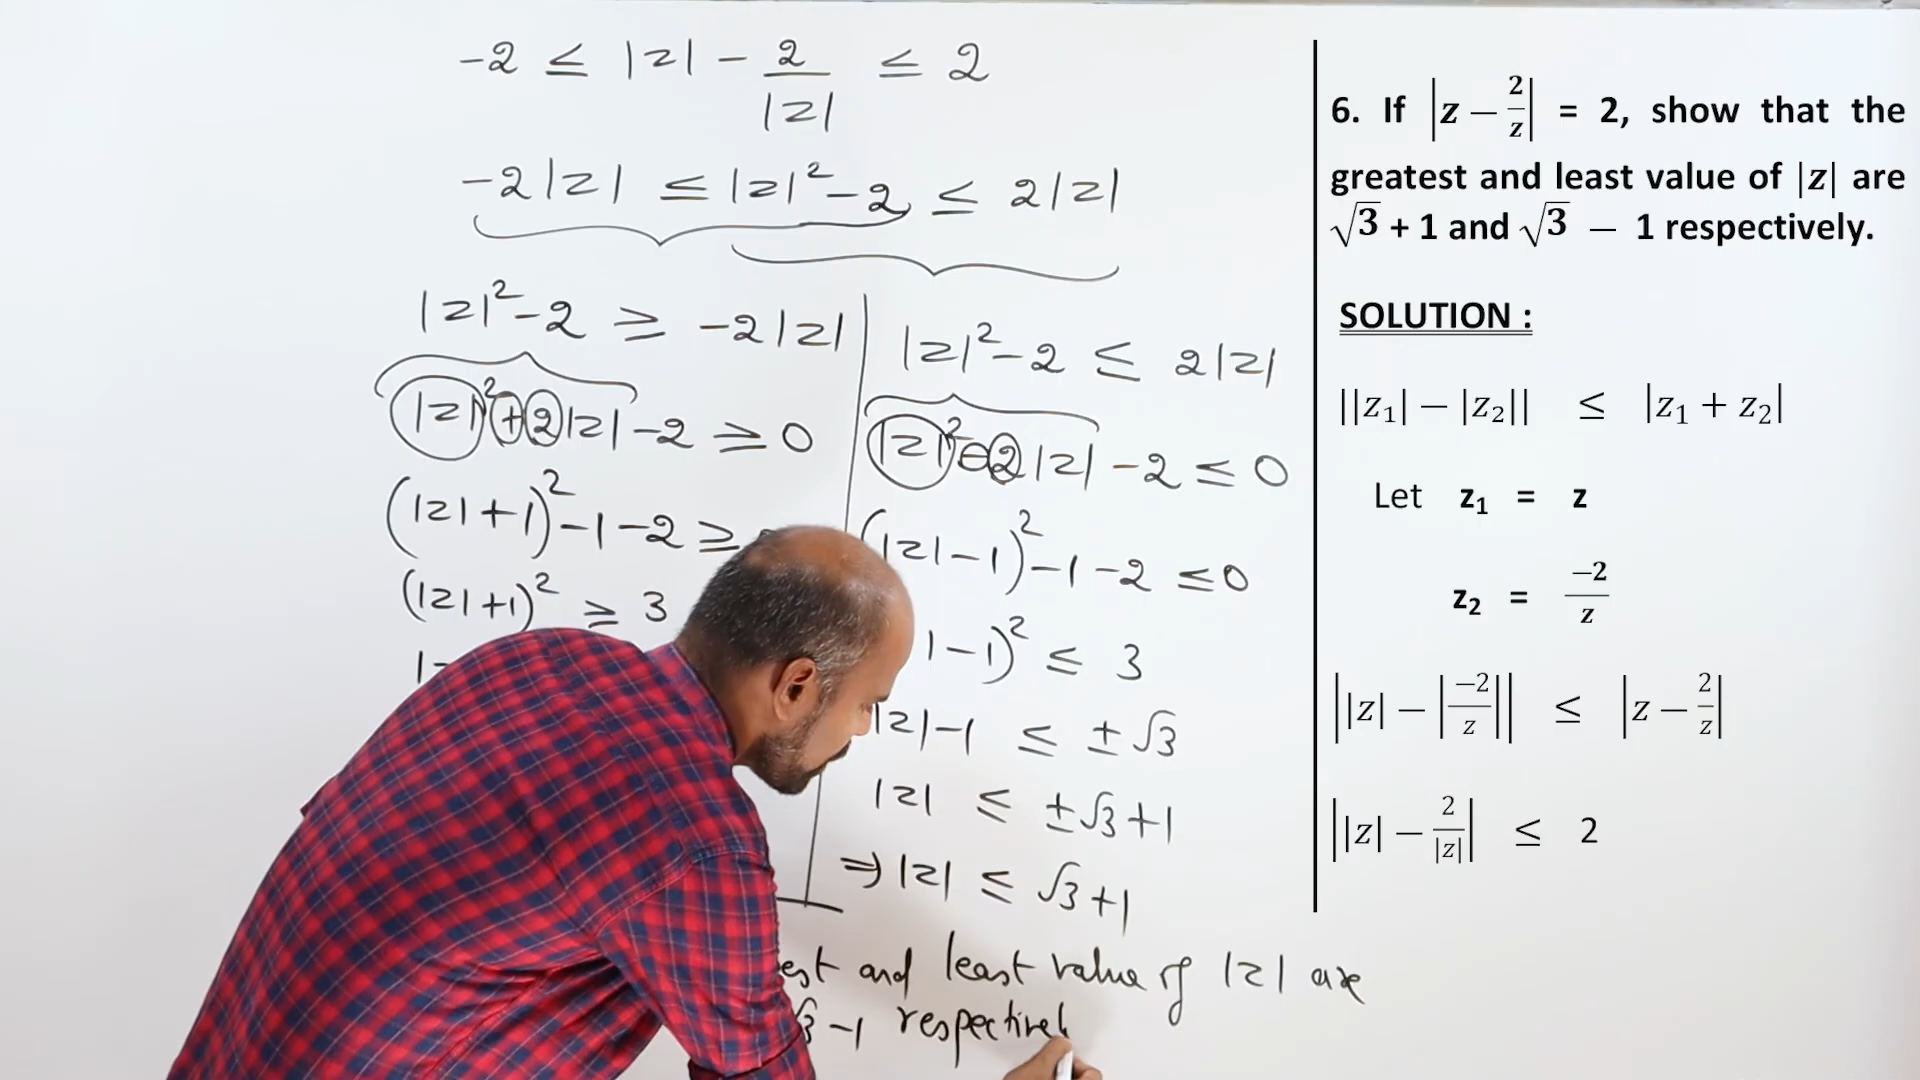 -2 ≤ |z| - 2/|z| ≤ 2
-2|z| ≤ |z|² - 2 ≤ 2|z|
|z|² - 2 ≥ -2|z|
|z|² + 2|z| - 2 ≥ 0
(|z| + 1)² - 1 - 2 ≥
(|z| + 1)² ≥ 3
|z|² - 2 ≤ 2|z|
|z|² - 2|z| - 2 ≤ 0
(|z| - 1)² - 1 - 2 ≤ 0
| - 1)² ≤ 3
|z| - 1 ≤ ±√3
|z| ≤ ±√3 + 1
⇒ |z| ≤ √3 + 1
est and least value of |z| are
√3 - 1 respectivel
6. If |z − 2/z| = 2, show that the
greatest and least value of |z| are
√3 + 1 and √3 − 1 respectively.
SOLUTION :
||z₁| − |z₂|| ≤ |z₁ + z₂|
Let z₁ = z
z₂ = −2/z
||z| − |−2/z|| ≤ |z − 2/z|
||z| − 2/|z|| ≤ 2